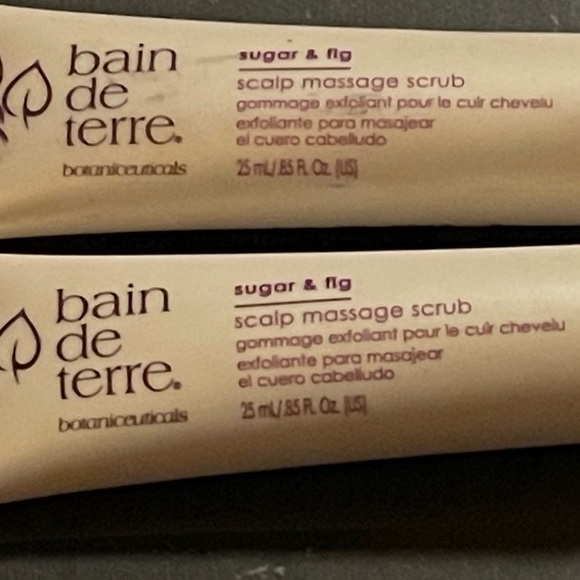 bain
de
terre®
botaniceuticals
sugar & fig
scalp massage scrub
gommage exfoliant pour le cuir chevelu
exfoliante para masajear
el cuero cabelludo
25 mL/.85 Fl. Oz. (US)
bain
de
terre®
botaniceuticals
sugar & fig
scalp massage scrub
gommage exfoliant pour le cuir chevelu
exfoliante para masajear
el cuero cabelludo
25 mL/.85 Fl. Oz. (US)